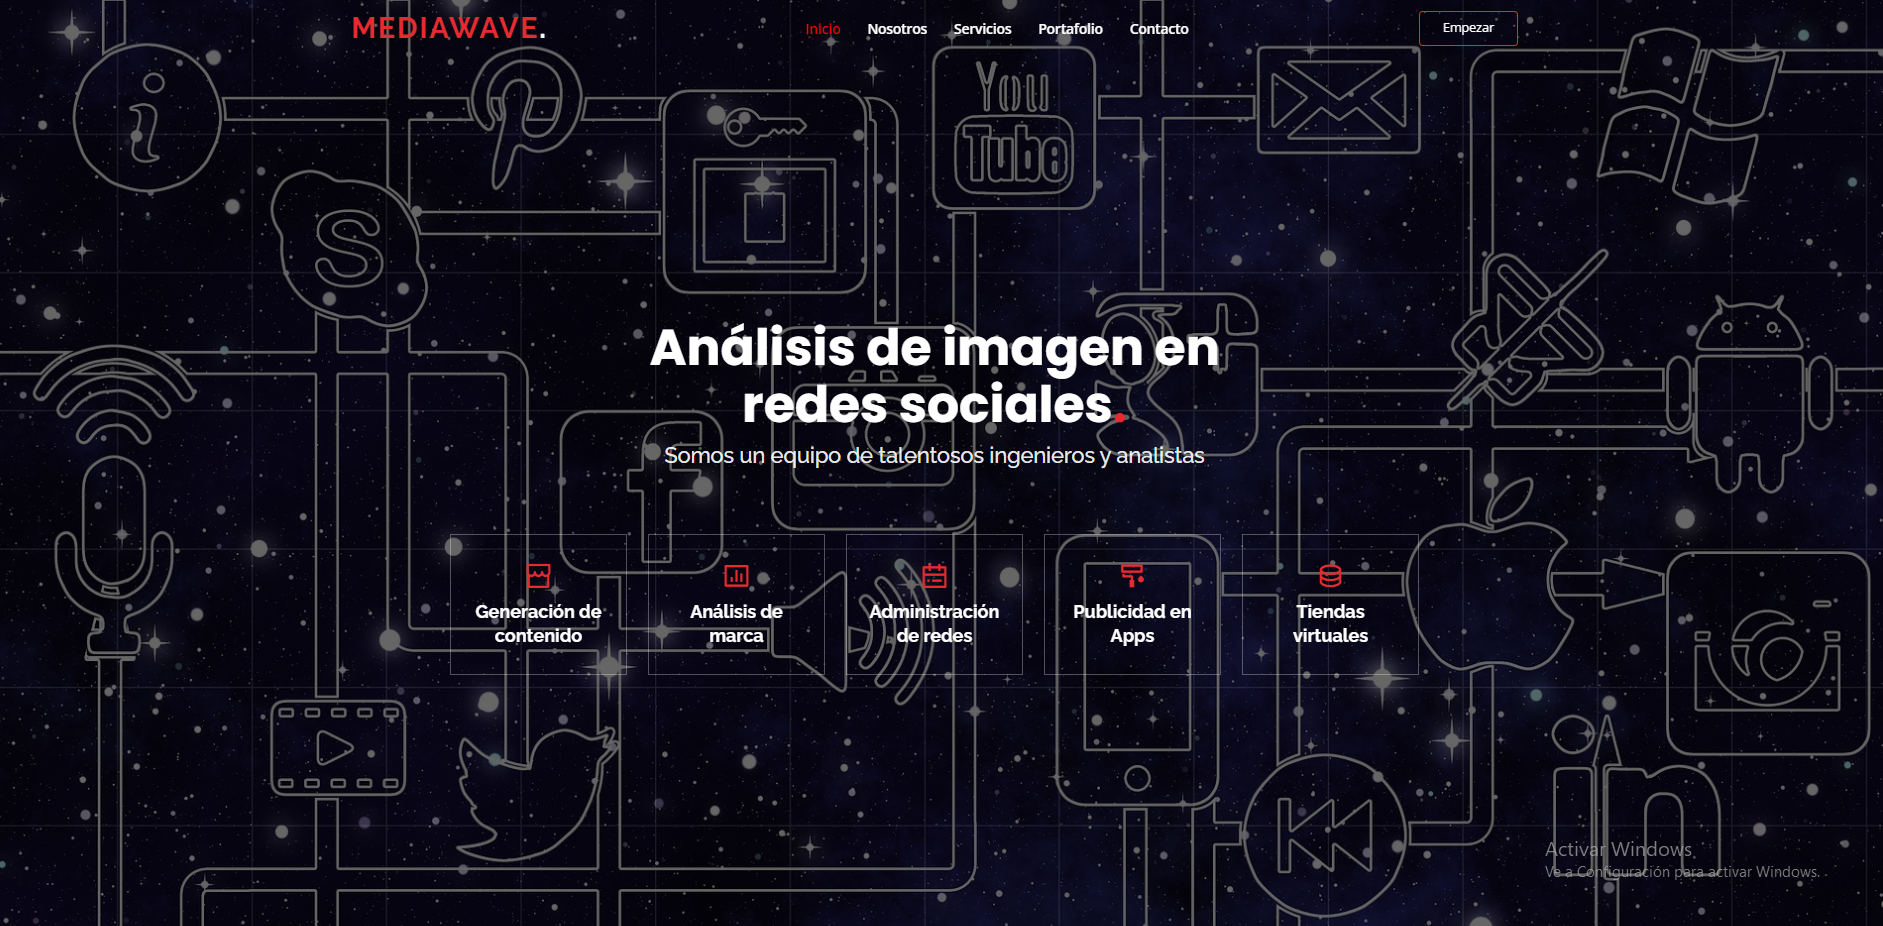 MEDIAWAVE.
Inicio Nosotros Servicios Portafolio Contacto
Empezar
You
Tube
S
Análisis de imagen en
redes sociales.
Somos un equipo de talentosos ingenieros y analistas
f
Generación de
contenido
Análisis de
marca
Administración
de redes
Publicidad en
Apps
Tiendas
virtuales
in
Activar Windows
Ve a Configuración para activar Windows.